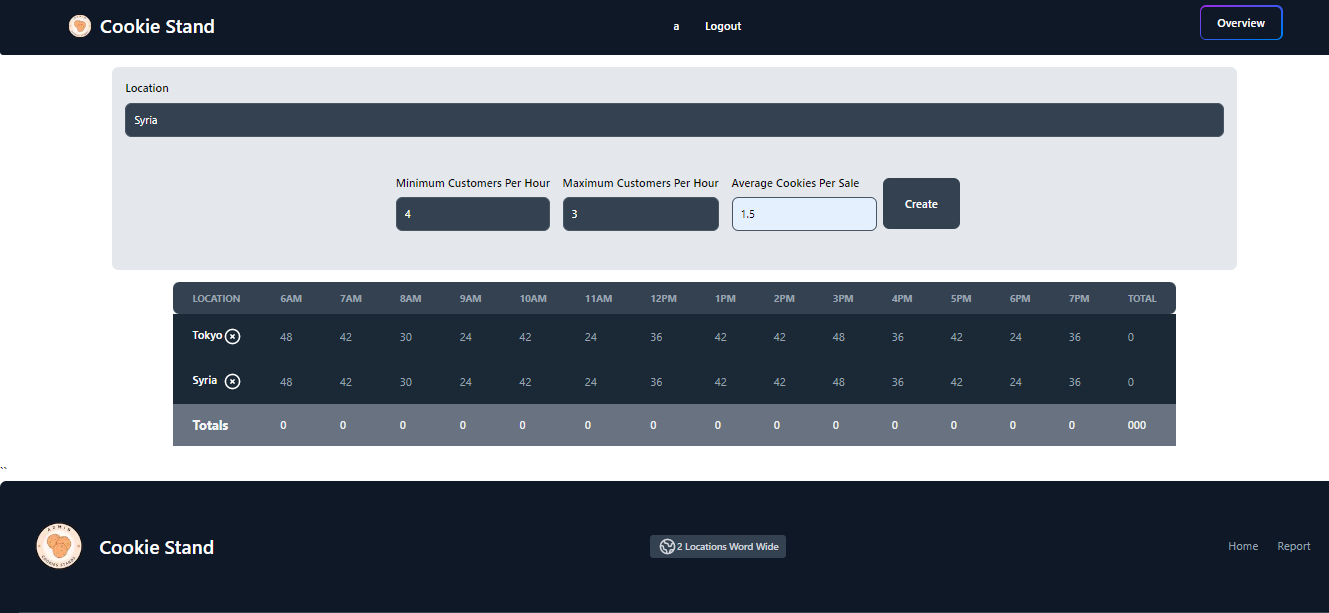 Cookie Stand a Logout Overview
Location
Syria
Minimum Customers Per Hour Maximum Customers Per Hour Average Cookies Per Sale
4 3 1.5 Create
LOCATION 6AM 7AM 8AM 9AM 10AM 11AM 12PM 1PM 2PM 3PM 4PM 5PM 6PM 7PM TOTAL
Tokyo 48 42 30 24 42 24 36 42 42 48 36 42 24 36 0
Syria 48 42 30 24 42 24 36 42 42 48 36 42 24 36 0
Totals 0 0 0 0 0 0 0 0 0 0 0 0 0 0 000
``
ADMIN
COOKIES STANDS
Cookie Stand 2 Locations Word Wide Home Report